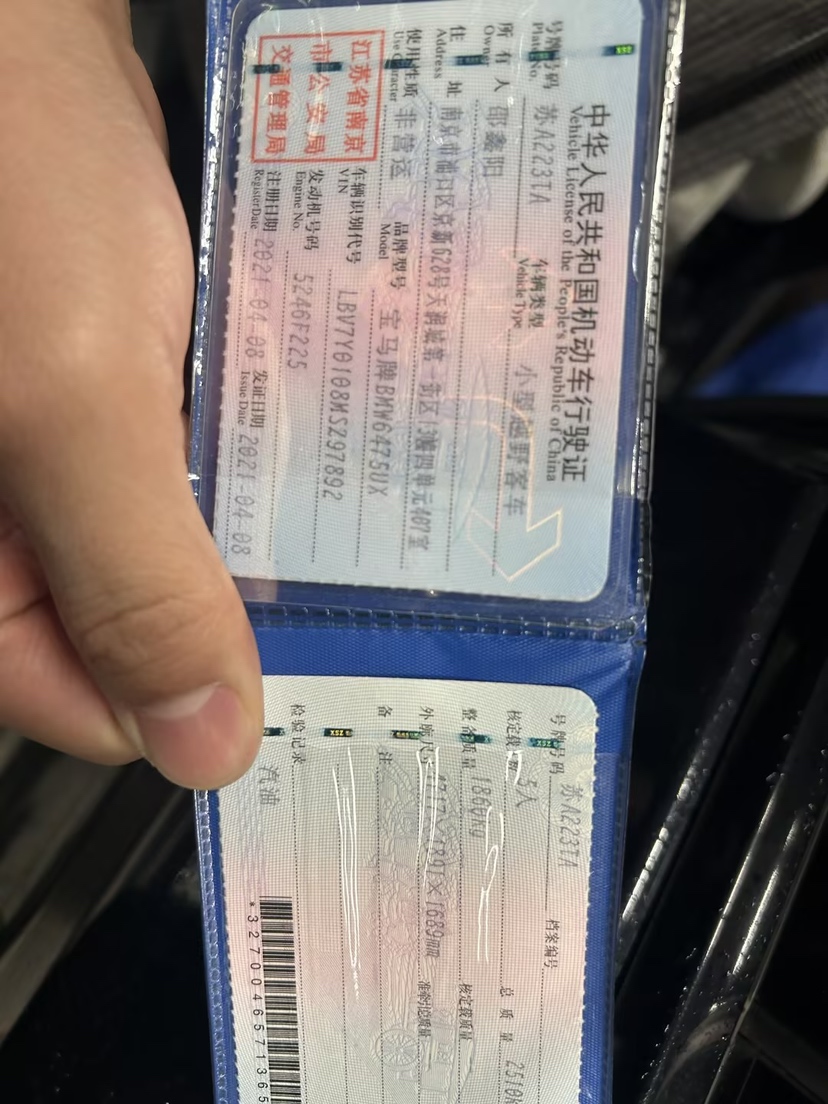 中华人民共和国机动车行驶证
Vehicle License of the People's Republic of China
号牌号码 苏A223TA 车辆类型 小型越野客车
Plate No. Vehicle Type
所有人 邵鑫阳
Owner
住址 南京市浦口区京新628号天润城第一街区13幢四单元407室
Address
使用性质 非营运 品牌型号 宝马牌BMW6475UX
Use Character Model
江苏省南京
市公安局
交通管理局
车辆识别代号 LBV7Y0108MSZ97892
VIN
发动机号码 5246F225
Engine No.
注册日期 2021-04-08 发证日期 2021-04-08
Register Date Issue Date
号牌号码 苏A223TA 档案编号
核定载人数 5人 总质量
整备质量 1860kg 核定载质量
外廓尺寸 1891×1689mm 准牵引总质量
备注
检验记录 汽油
*3270046571365